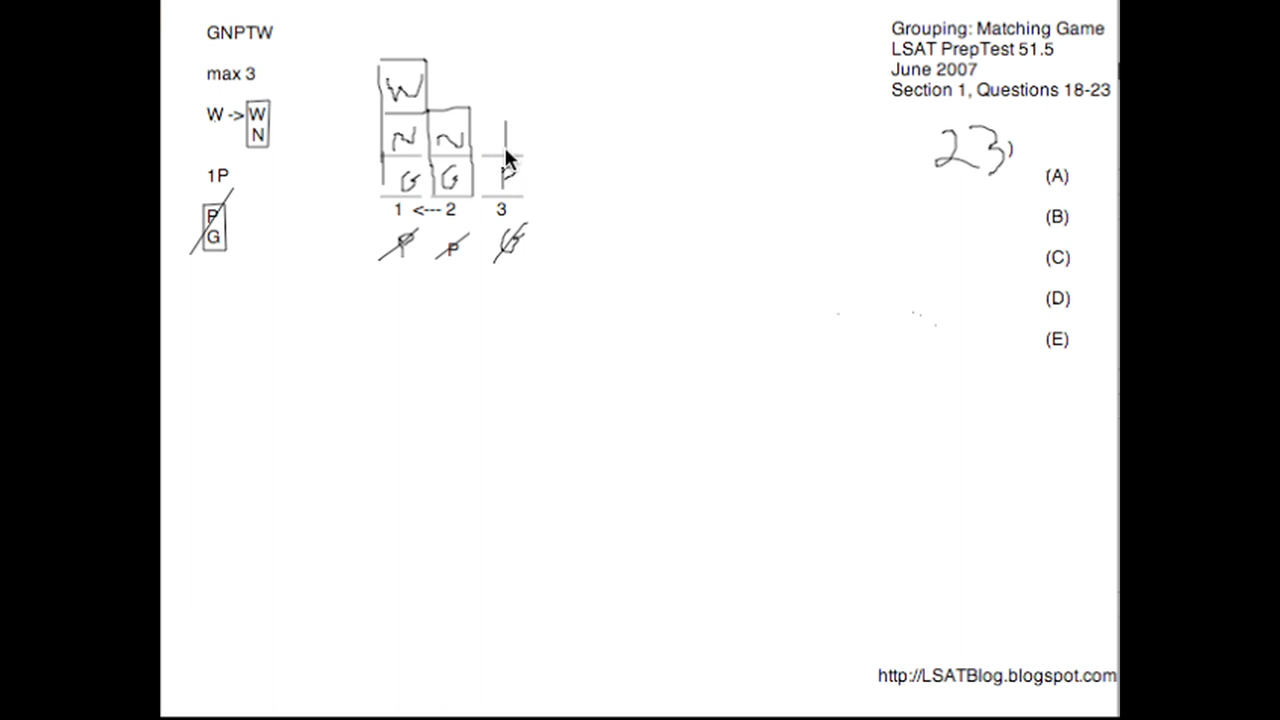 GNPTW
max 3
W -> W
N
1P
P
G
W
N N
G G P
1 <--- 2 3
P P G
Grouping: Matching Game
LSAT PrepTest 51.5
June 2007
Section 1, Questions 18-23
23)
(A)
(B)
(C)
(D)
(E)
http://LSATBlog.blogspot.com